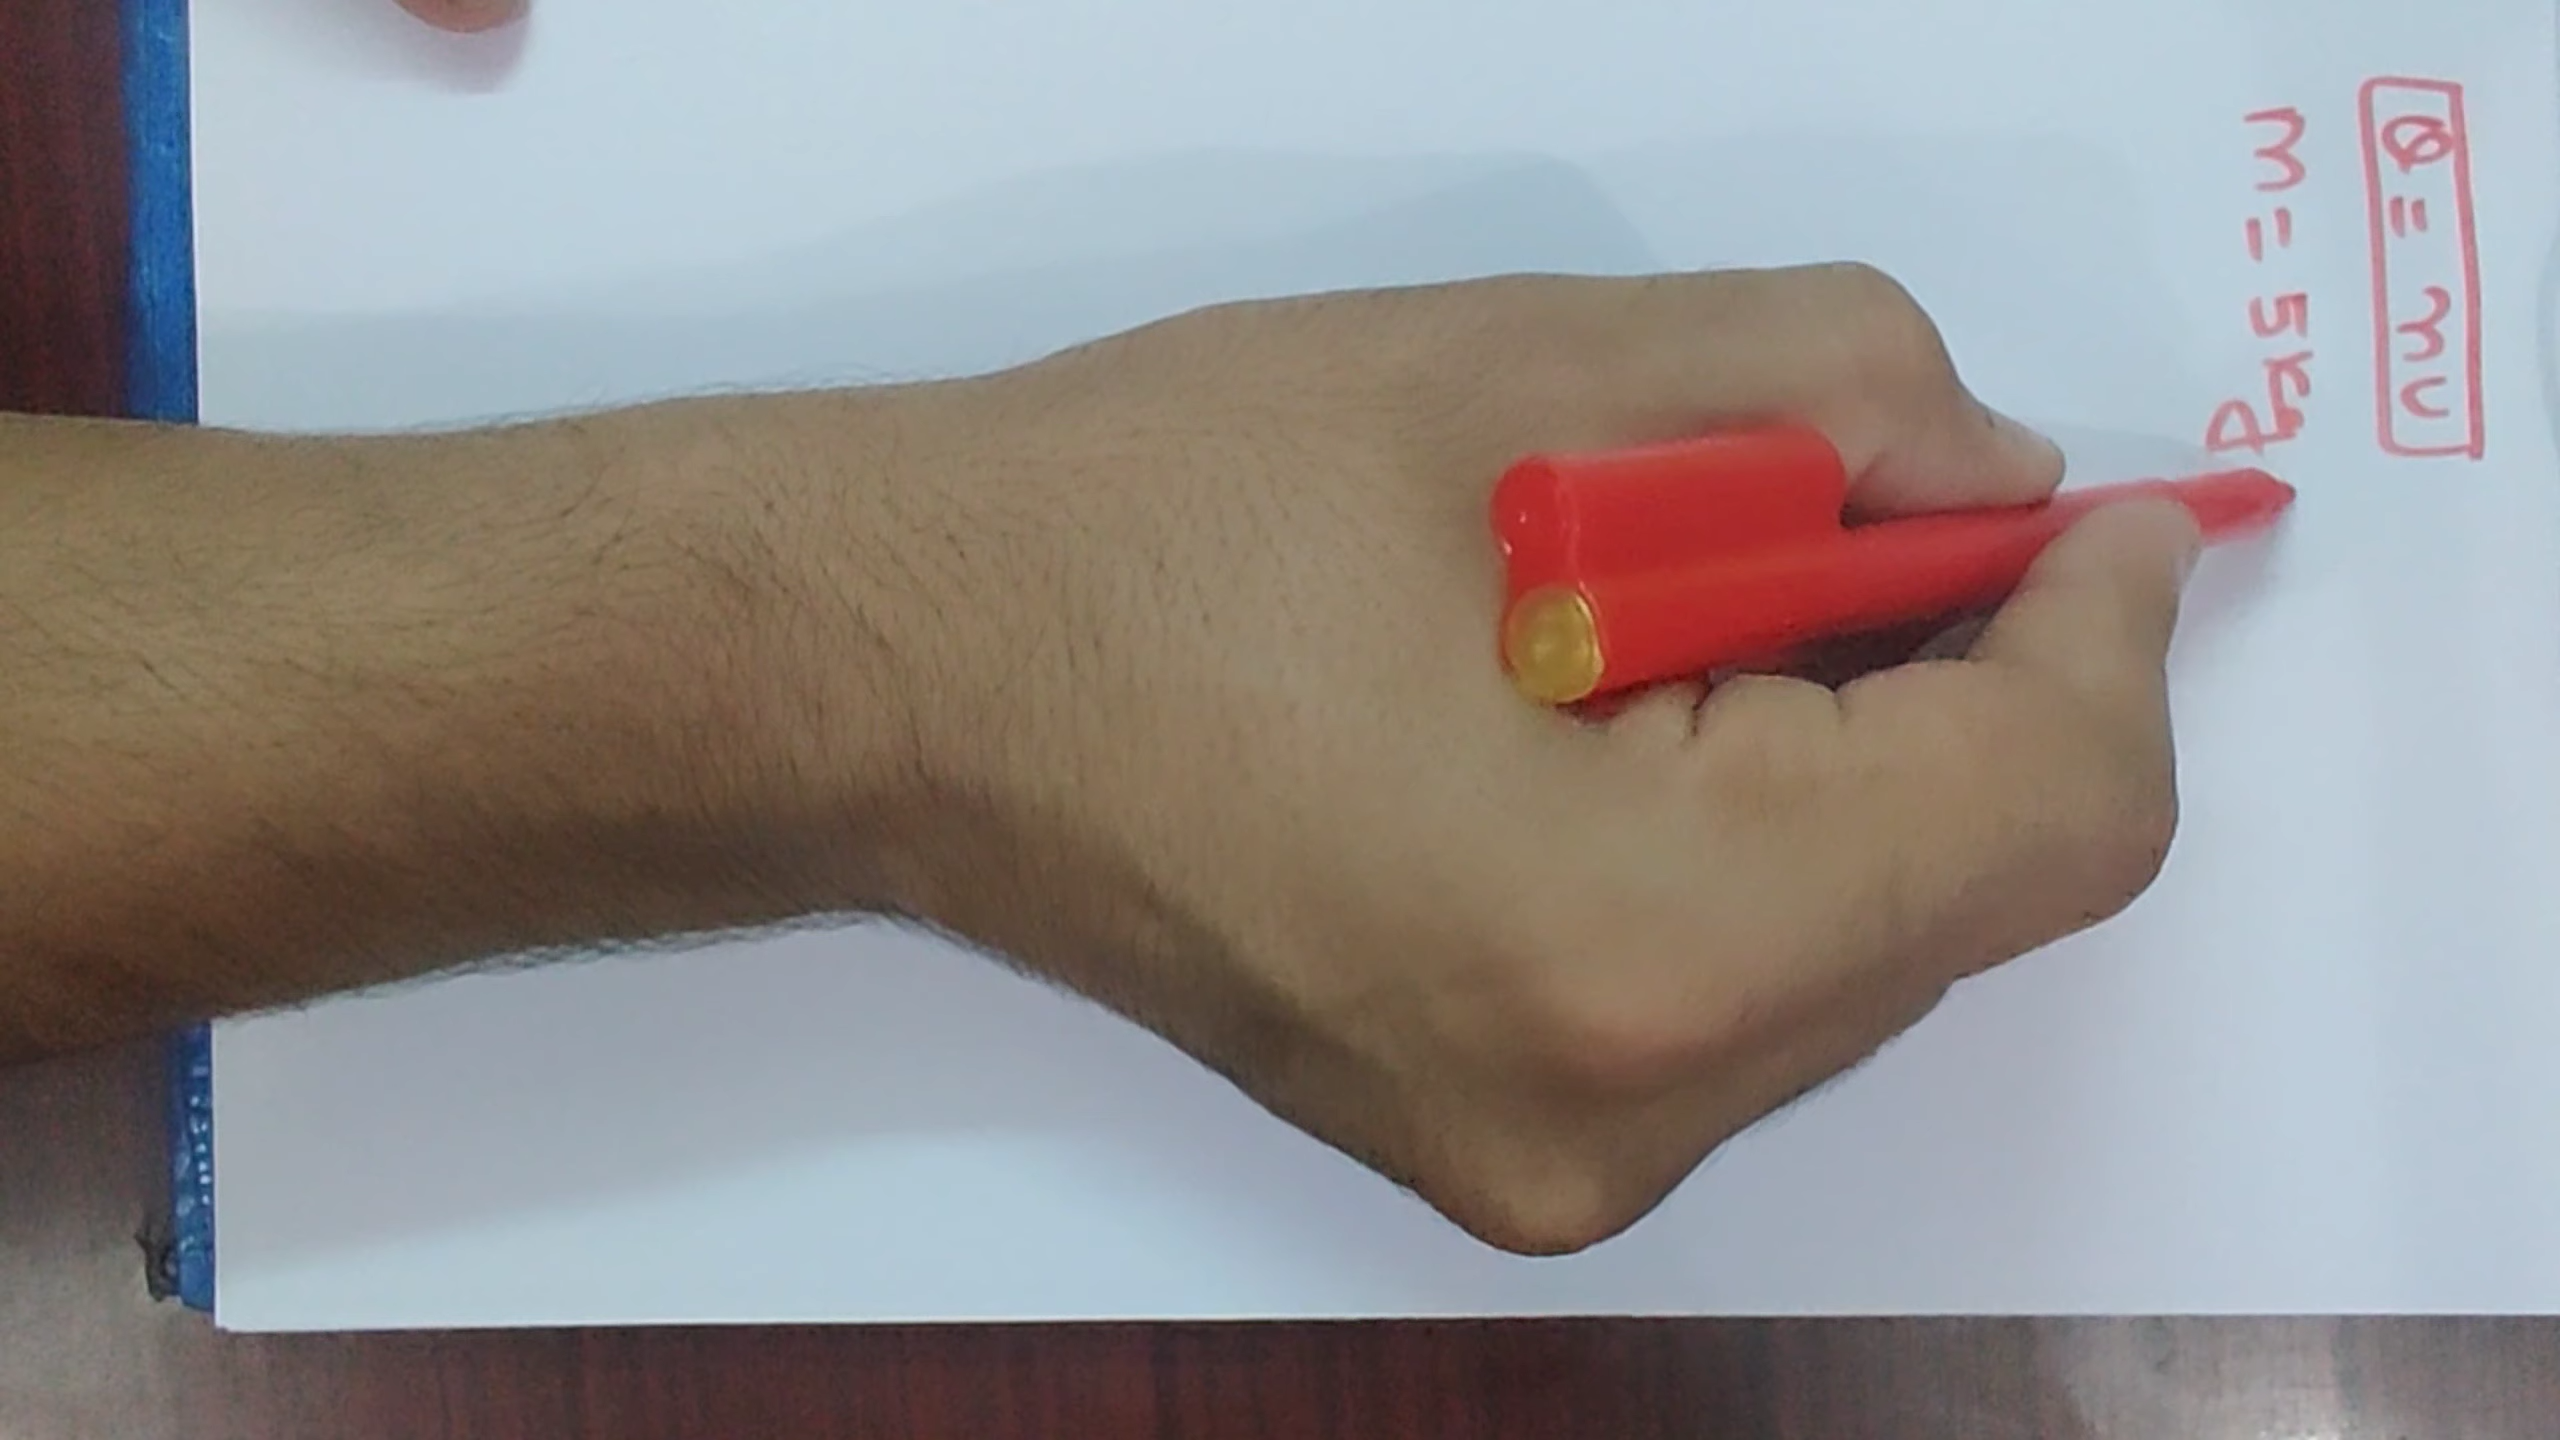 Q = mv
m = 5kg